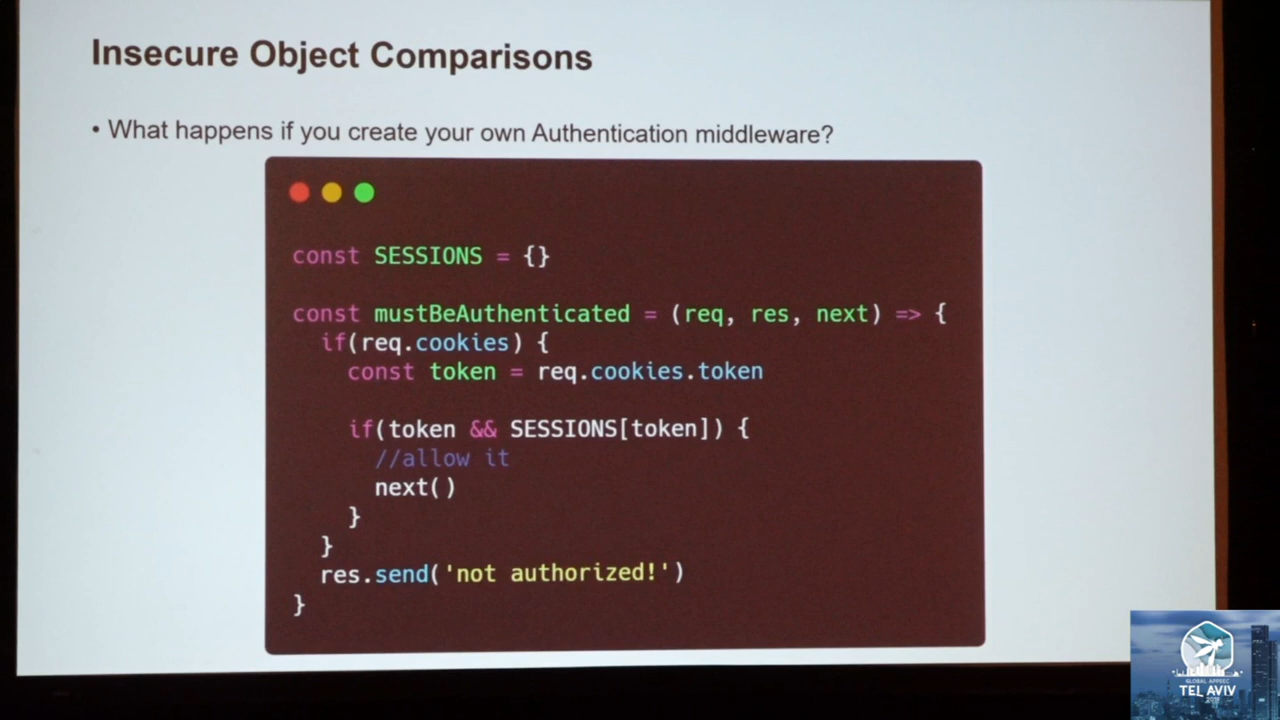 Insecure Object Comparisons
• What happens if you create your own Authentication middleware?
const SESSIONS = {}
const mustBeAuthenticated = (req, res, next) => {
if(req.cookies) {
const token = req.cookies.token
if(token && SESSIONS[token]) {
//allow it
next()
}
}
res.send('not authorized!')
}
GLOBAL APPSEC
TEL AVIV